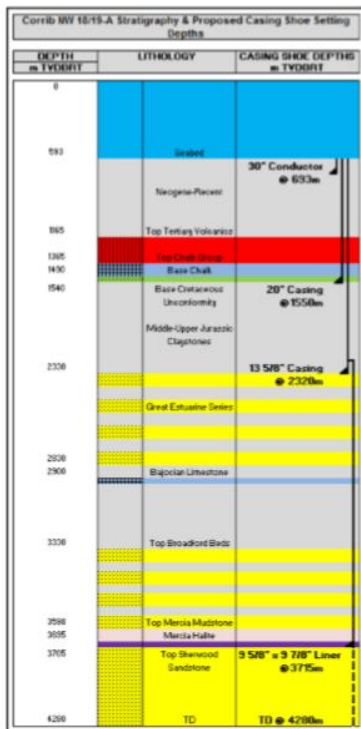 Corrib NW 18/19-A Stratigraphy & Proposed Casing Shoe Setting
Depths
DEPTH LITHOLOGY CASING SHOE DEPTHS
m TVDBRT m TVDBRT
0
593 Seabed
30" Conductor
@ 693m
Neogene-Recent
1165 Top Tertiary Volcanics
1365 Top Chalk Group
1490 Base Chalk
1540 Base Cretaceous 20" Casing
Unconformity @1550m
Middle-Upper Jurassic
Claystones
2330 13 5/8" Casing
@ 2320m
Great Estuarine Series
2830
2900 Bajocian Limestone
3330 Top Broadford Beds
Top Mercia Mudstone
Mercia Halite
3705 Top Sherwood 9 5/8" x 9 7/8" Liner
Sandstone @3715m
4280 TD TD @ 4280m